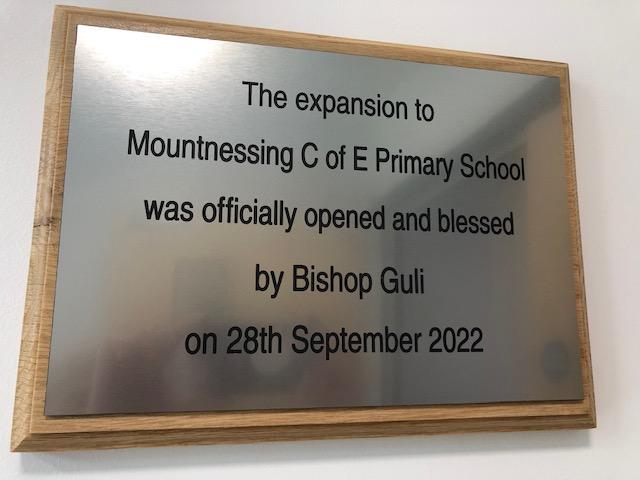 The expansion to
Mountnessing C of E Primary School
was officially opened and blessed
by Bishop Guli
on 28th September 2022